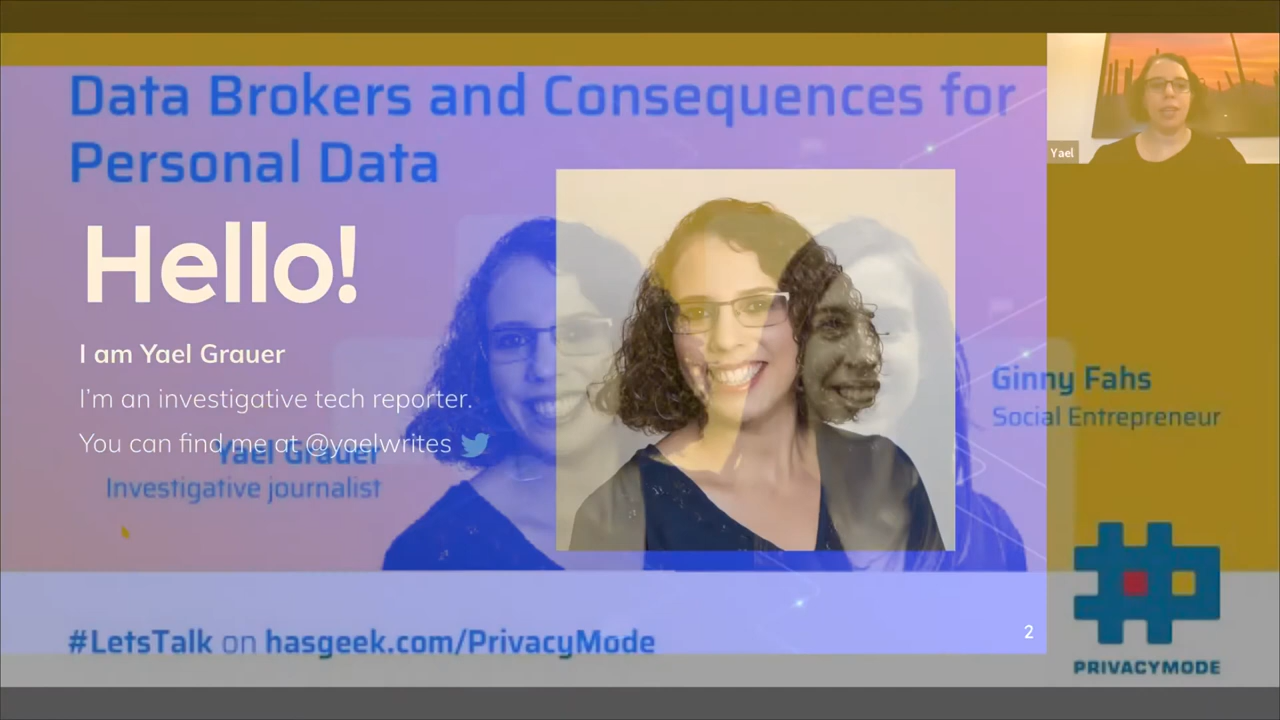 Data Brokers and Consequences for
Personal Data
Yael
Hello!
I am Yael Grauer
I'm an investigative tech reporter.
You can find me at @yaelwrites
Yael Grauer
Investigative journalist
Ginny Fahs
Social Entrepreneur
#LetsTalk on hasgeek.com/PrivacyMode
2
PRIVACYMODE